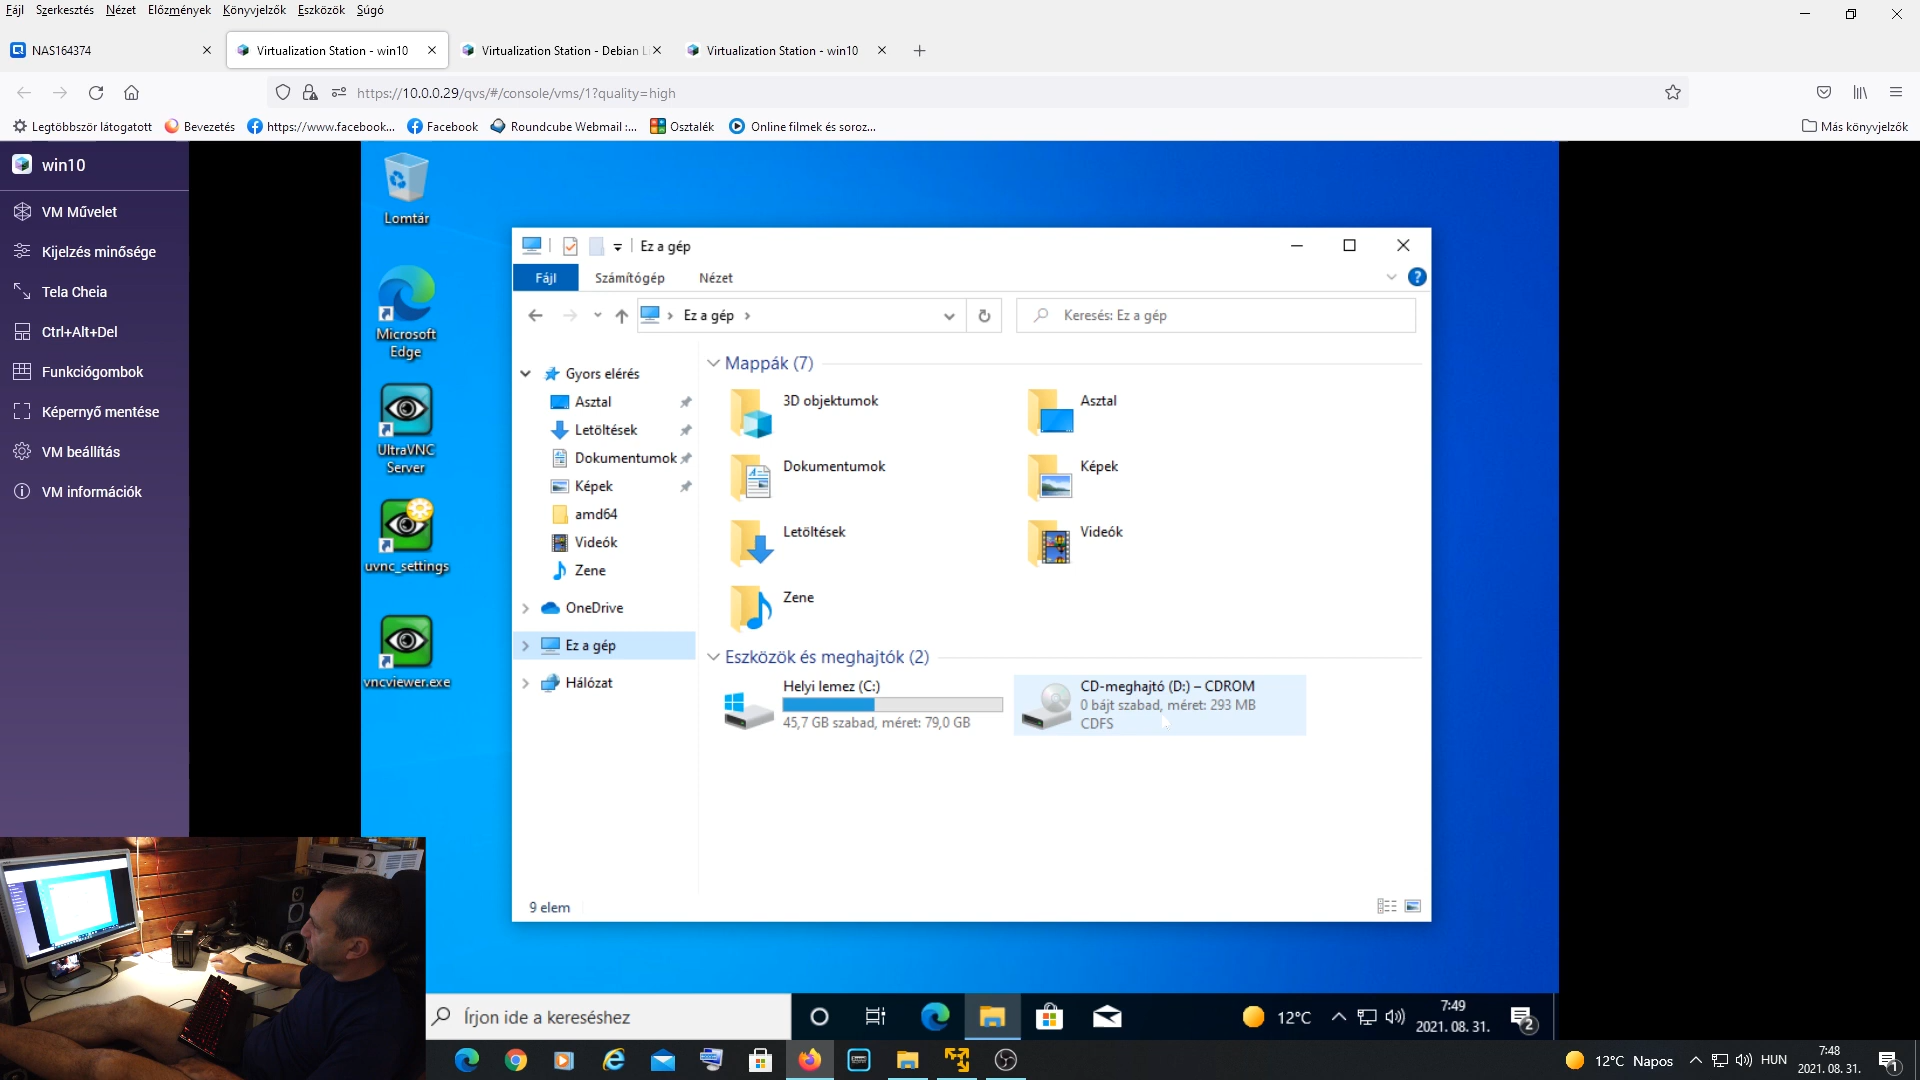 Fájl Szerkesztés Nézet Előzmények Könyvjelzők Eszközök Súgó
NAS164374
Virtualization Station - win10
Virtualization Station - Debian L
Virtualization Station - win10
https://10.0.0.29/qvs/#/console/vms/1?quality=high
Legtöbbször látogatott
Bevezetés
https://www.facebook...
Facebook
Roundcube Webmail :...
Osztalék
Online filmek és soroz...
Más könyvjelzők
win10
VM Művelet
Kijelzés minősége
Tela Cheia
Ctrl+Alt+Del
Funkciógombok
Képernyő mentése
VM beállítás
VM információk
Lomtár
Microsoft
Edge
UltraVNC
Server
uvnc_settings
vncviewer.exe
Ez a gép
Fájl
Számítógép
Nézet
?
Ez a gép
Keresés: Ez a gép
Gyors elérés
Asztal
Letöltések
Dokumentumok
Képek
amd64
Videók
Zene
OneDrive
Ez a gép
Hálózat
Mappák (7)
3D objektumok
Asztal
Dokumentumok
Képek
Letöltések
Videók
Zene
Eszközök és meghajtók (2)
Helyi lemez (C:)
45,7 GB szabad, méret: 79,0 GB
CD-meghajtó (D:) – CDROM
0 bájt szabad, méret: 293 MB
CDFS
9 elem
Írjon ide a kereséshez
12°C
7:49
2021. 08. 31.
2
12°C Napos
HUN
7:48
2021. 08. 31.
1